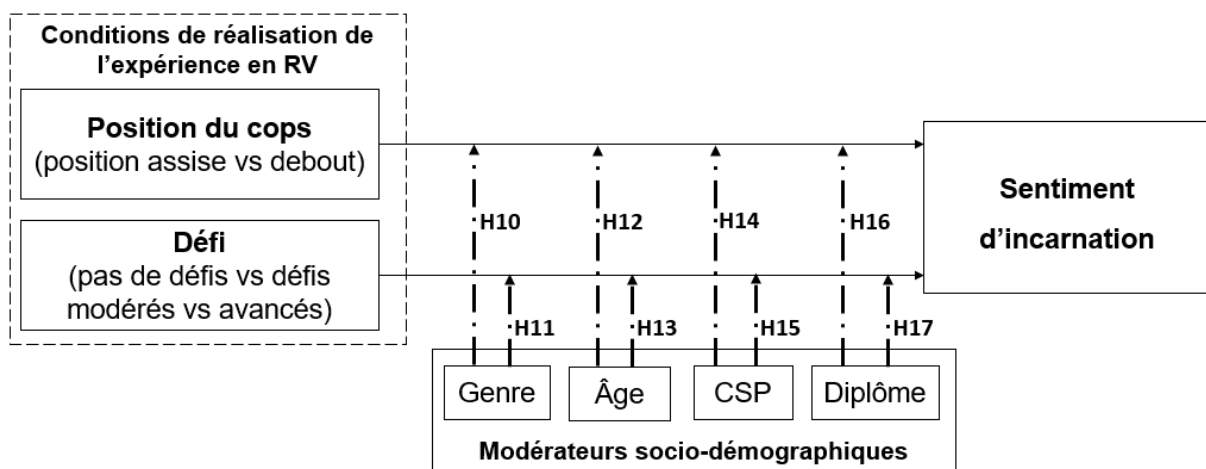 Conditions de réalisation de
l’expérience en RV
Position du cops
(position assise vs debout)
Défi
(pas de défis vs défis
modérés vs avancés)
H10
H12
H14
H16
H11
H13
H15
H17
Sentiment
d’incarnation
Genre
Âge
CSP
Diplôme
Modérateurs socio-démographiques